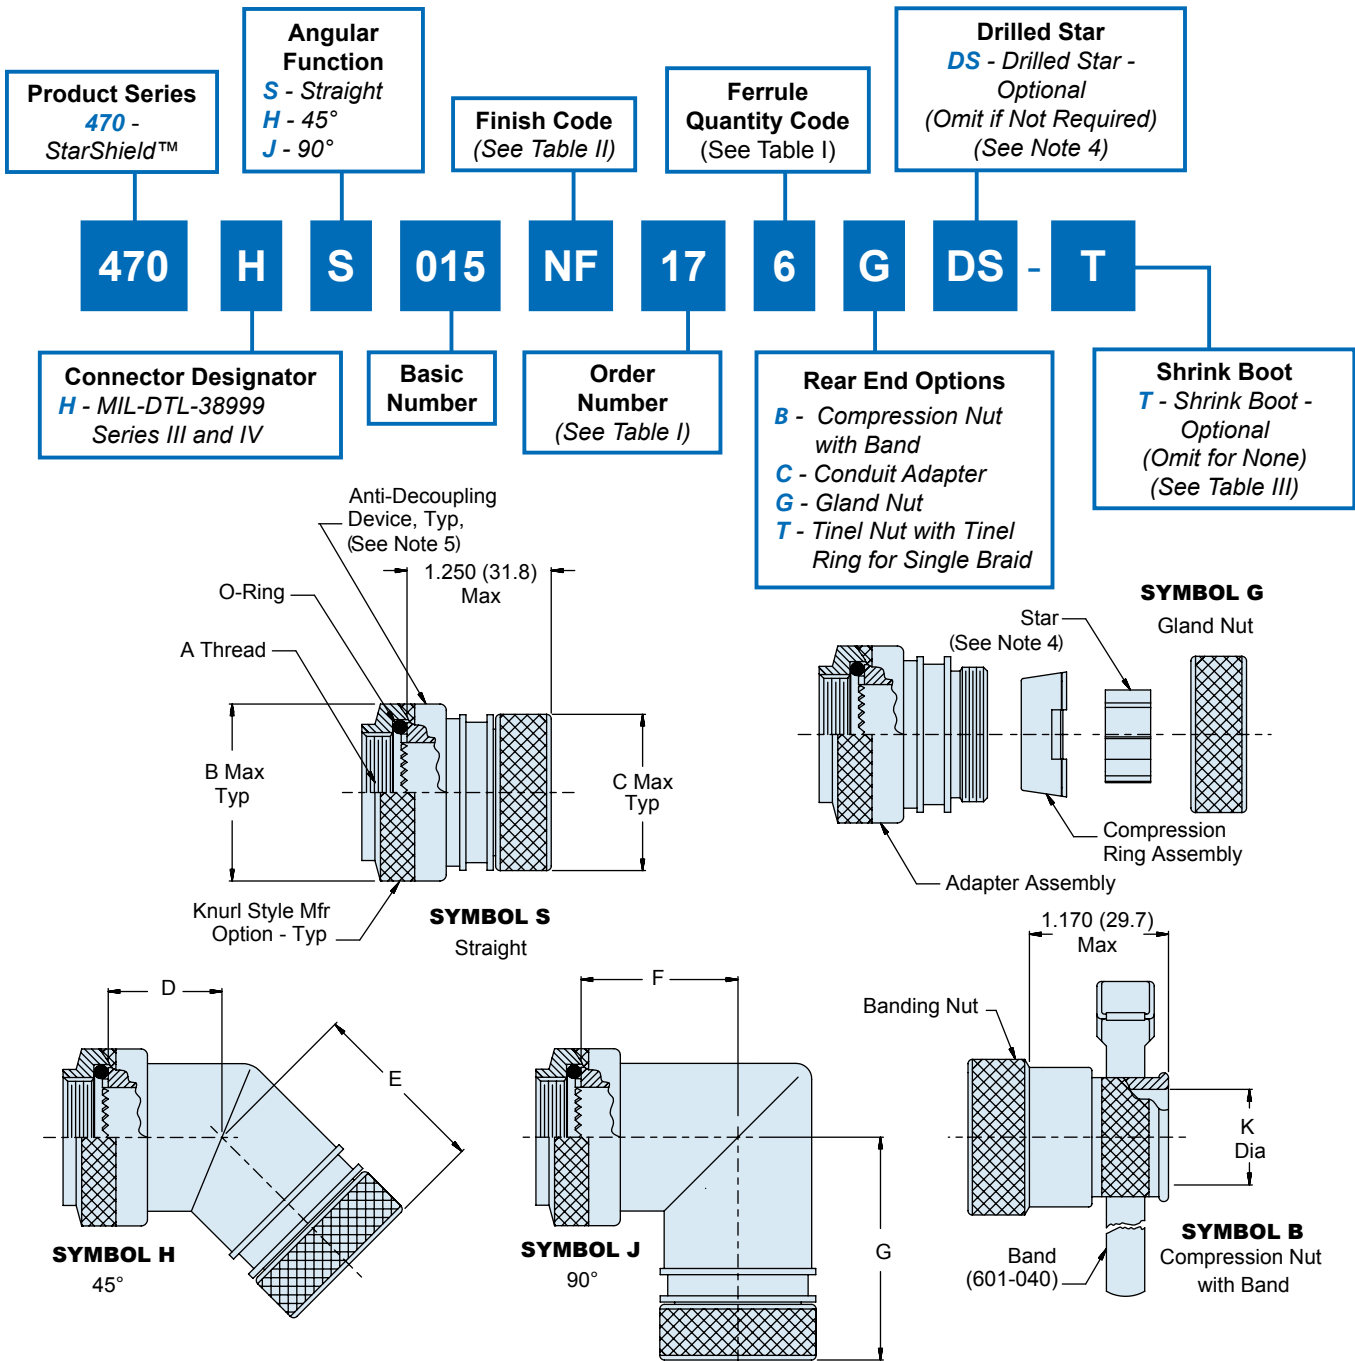 Product Series
470 -
StarShield™
Angular
Function
S - Straight
H - 45°
J - 90°
Finish Code
(See Table II)
Ferrule
Quantity Code
(See Table I)
Drilled Star
DS - Drilled Star -
Optional
(Omit if Not Required)
(See Note 4)
470 H S 015 NF 17 6 G DS - T
Connector Designator
H - MIL-DTL-38999
Series III and IV
Basic
Number
Order
Number
(See Table I)
Rear End Options
B - Compression Nut
with Band
C - Conduit Adapter
G - Gland Nut
T - Tinel Nut with Tinel
Ring for Single Braid
Shrink Boot
T - Shrink Boot -
Optional
(Omit for None)
(See Table III)
Anti-Decoupling
Device, Typ,
(See Note 5)
1.250 (31.8)
Max
O-Ring
A Thread
B Max
Typ
C Max
Typ
Knurl Style Mfr
Option - Typ
SYMBOL S
Straight
SYMBOL G
Gland Nut
Star
(See Note 4)
Compression
Ring Assembly
Adapter Assembly
D
E
SYMBOL H
45°
F
G
SYMBOL J
90°
1.170 (29.7)
Max
Banding Nut
K
Dia
Band
(601-040)
SYMBOL B
Compression Nut
with Band